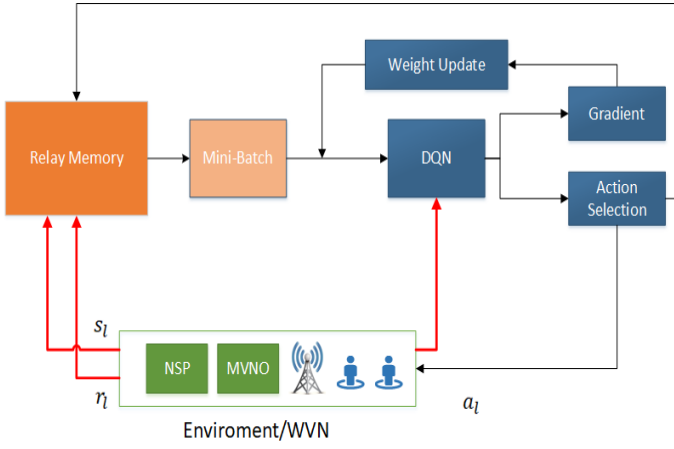 Weight Update
Relay Memory
Mini-Batch
DQN
Gradient
Action
Selection
s_l
r_l
NSP
MVNO
a_l
Enviroment/WVN